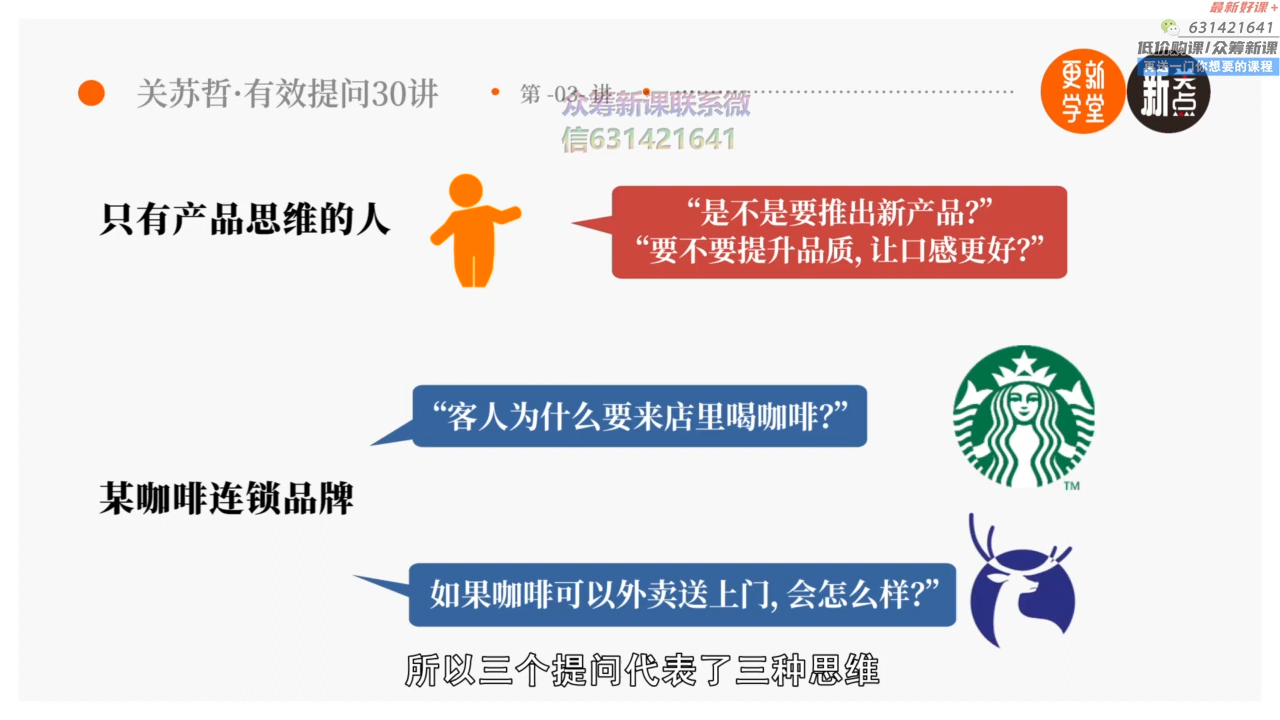 最新好课+
631421641
低价购课/众筹新课
再送一门你想要的课程
关苏哲·有效提问30讲
第 -03- 讲
更新学堂
新关点
众筹新课联系微
信631421641
只有产品思维的人
“是不是要推出新产品?”
“要不要提升品质, 让口感更好?”
“客人为什么要来店里喝咖啡?”
TM
某咖啡连锁品牌
如果咖啡可以外卖送上门, 会怎么样?”
所以三个提问代表了三种思维